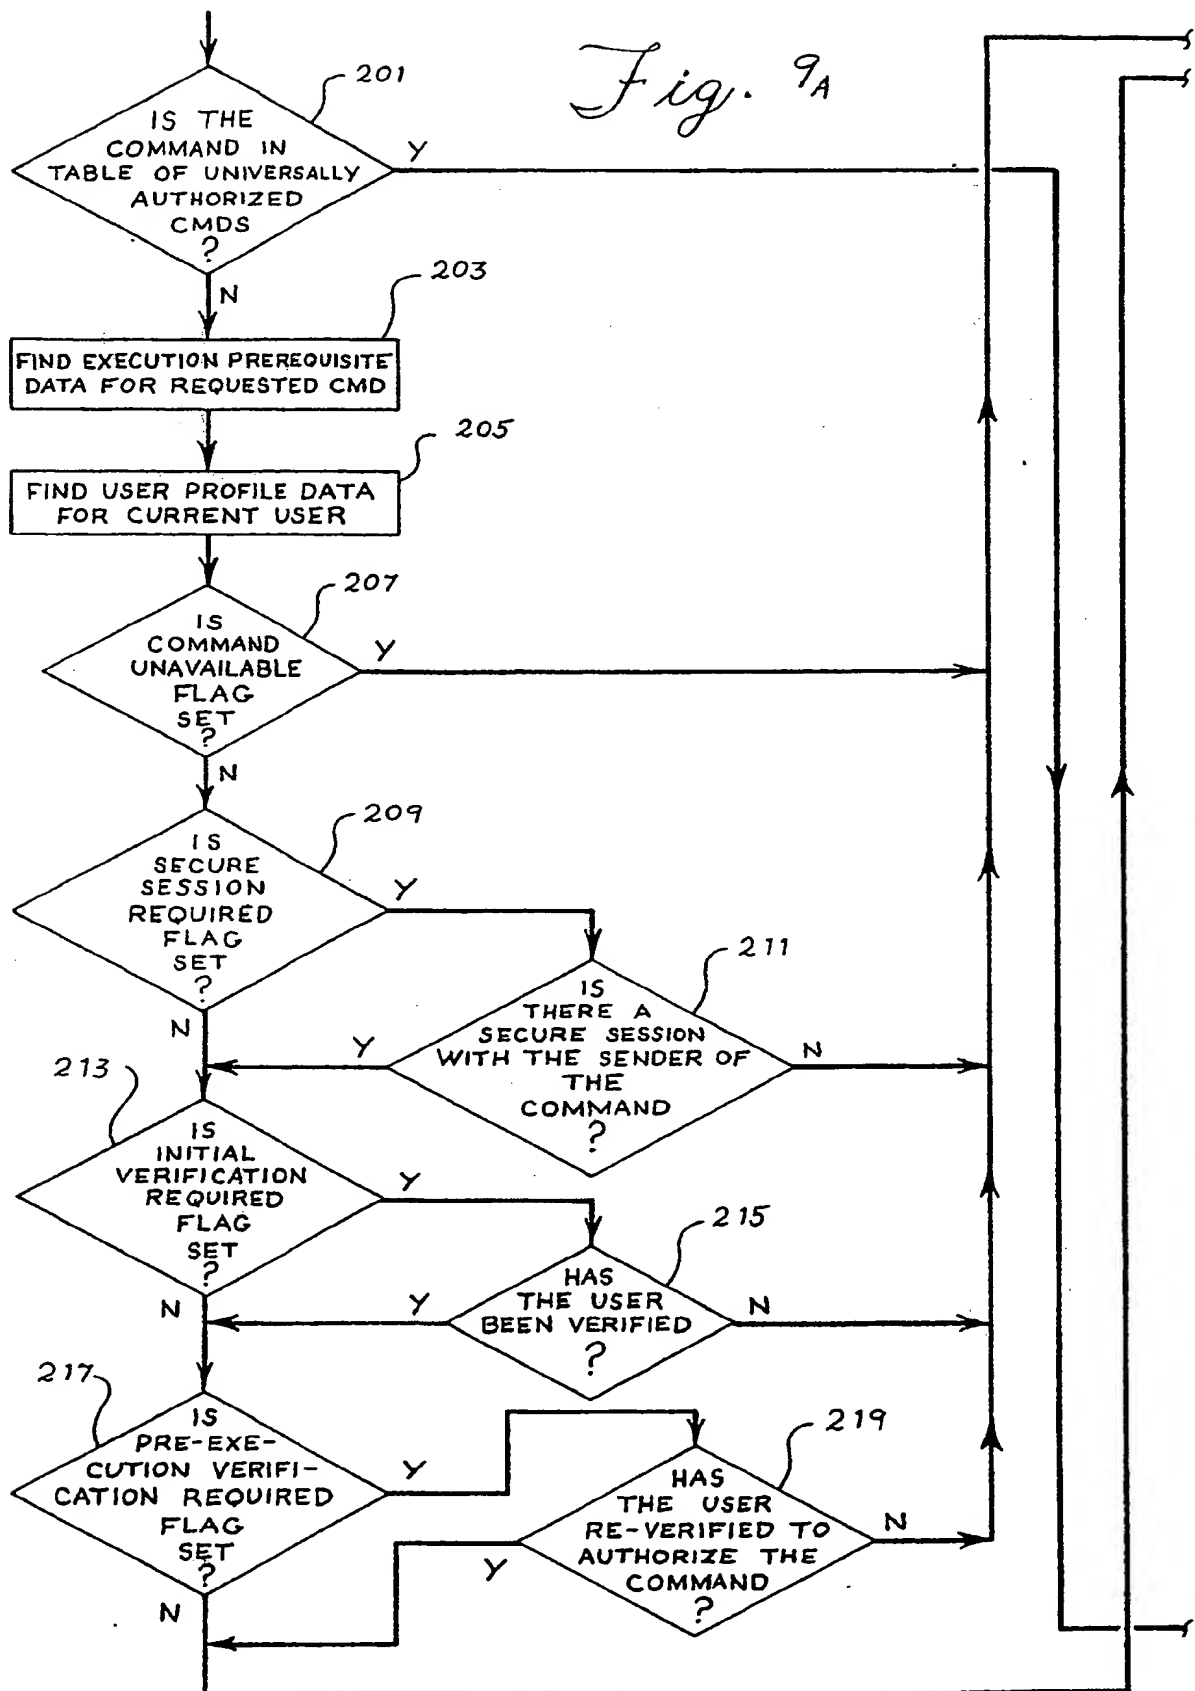 Fig. 9A
201
IS THE
COMMAND IN
TABLE OF UNIVERSALLY
AUTHORIZED
CMDS
?
Y
N
203
FIND EXECUTION PREREQUISITE
DATA FOR REQUESTED CMD
205
FIND USER PROFILE DATA
FOR CURRENT USER
207
IS
COMMAND
UNAVAILABLE
FLAG
SET
?
Y
N
209
IS
SECURE
SESSION
REQUIRED
FLAG
SET
?
Y
N
211
IS
THERE A
SECURE SESSION
WITH THE SENDER OF
THE
COMMAND
?
Y
N
213
IS
INITIAL
VERIFICATION
REQUIRED
FLAG
SET
?
Y
N
215
HAS
THE USER
BEEN VERIFIED
?
Y
N
217
IS
PRE-EXE-
CUTION VERIFI-
CATION REQUIRED
FLAG
SET
?
Y
N
219
HAS
THE USER
RE-VERIFIED TO
AUTHORIZE THE
COMMAND
?
Y
N